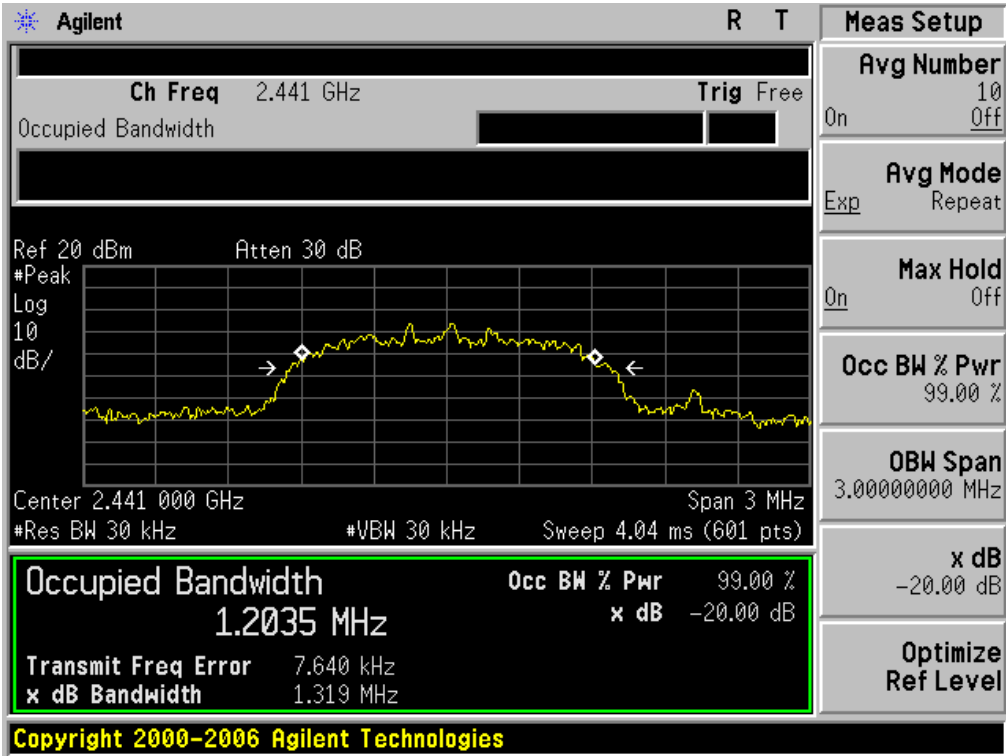 Agilent R T
Ch Freq 2.441 GHz Trig Free
Occupied Bandwidth
Ref 20 dBm Atten 30 dB
#Peak
Log
10
dB/
Center 2.441 000 GHz Span 3 MHz
#Res BW 30 kHz #VBW 30 kHz Sweep 4.04 ms (601 pts)
Occupied Bandwidth Occ BW % Pwr 99.00 %
1.2035 MHz x dB -20.00 dB
Transmit Freq Error 7.640 kHz
x dB Bandwidth 1.319 MHz
Copyright 2000-2006 Agilent Technologies
Meas Setup
Avg Number
10
On Off
Avg Mode
Exp Repeat
Max Hold
On Off
Occ BW % Pwr
99.00 %
OBW Span
3.00000000 MHz
x dB
-20.00 dB
Optimize
Ref Level